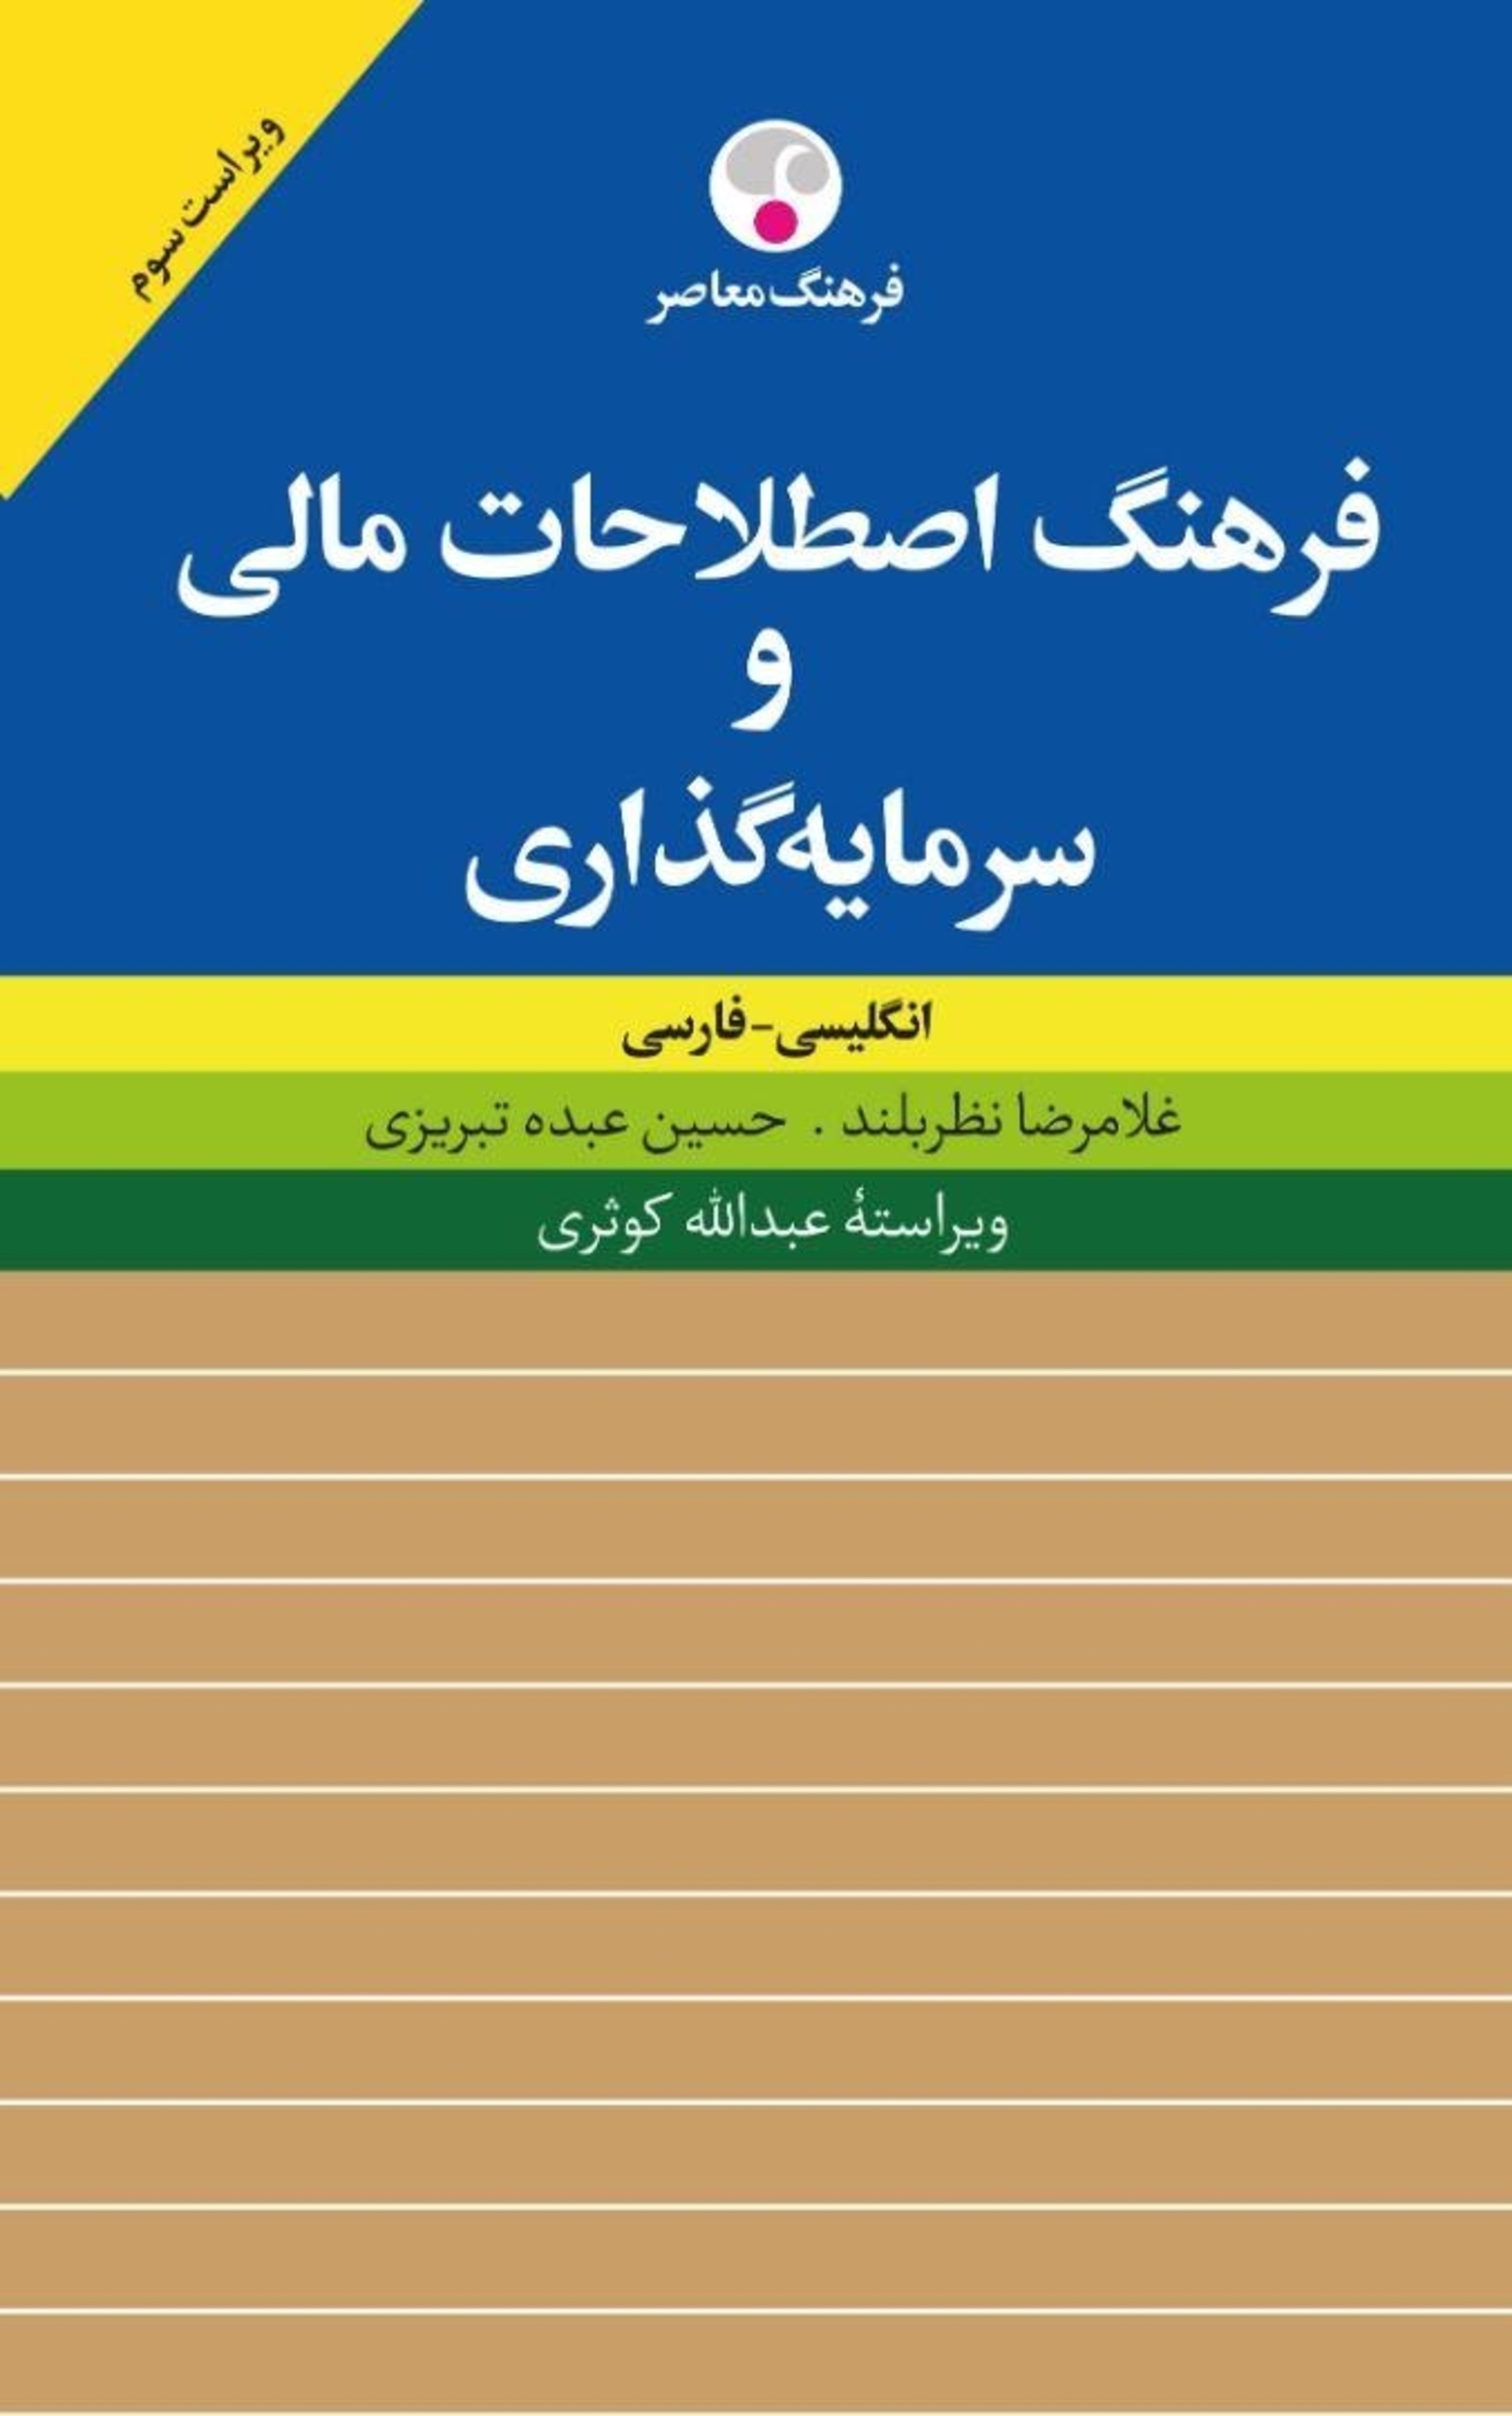 ویراست سوم
فرهنگ معاصر
فرهنگ اصطلاحات مالی
و
سرمایه‌گذاری
انگلیسی-فارسی
غلامرضا نظربلند . حسین عبده تبریزی
ویراستهٔ عبدالله کوثری